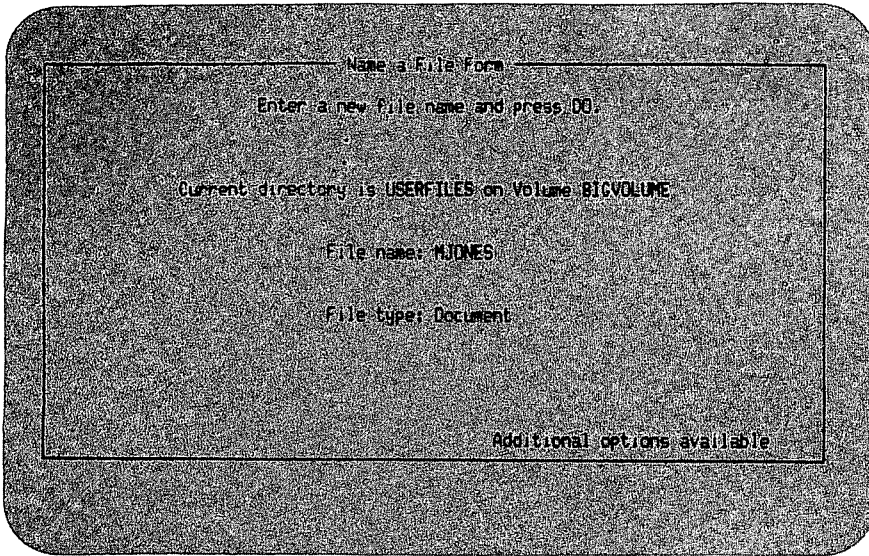 Name a File Form
Enter a new file name and press DO.
Current directory is USERFILES on Volume BIGVOLUME
File name: MJONES
File type: Document
Additional options available